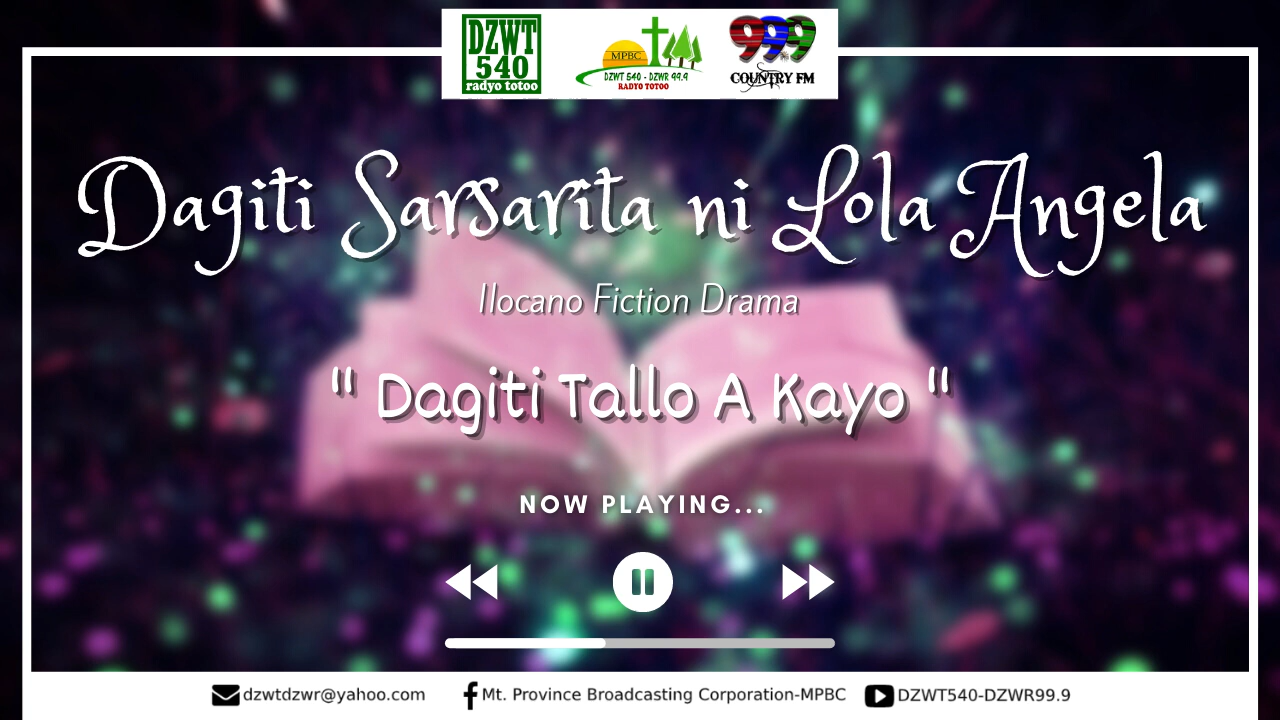 DZWT
540
radyo totoo
MPBC
DZWT 540 - DZWR 99.9
RADYO TOTOO
99.9
COUNTRY FM
Dagiti Sarsarita ni Lola Angela
Ilocano Fiction Drama
" Dagiti Tallo A Kayo "
NOW PLAYING...
dzwtdzwr@yahoo.com
Mt. Province Broadcasting Corporation-MPBC
DZWT540-DZWR99.9